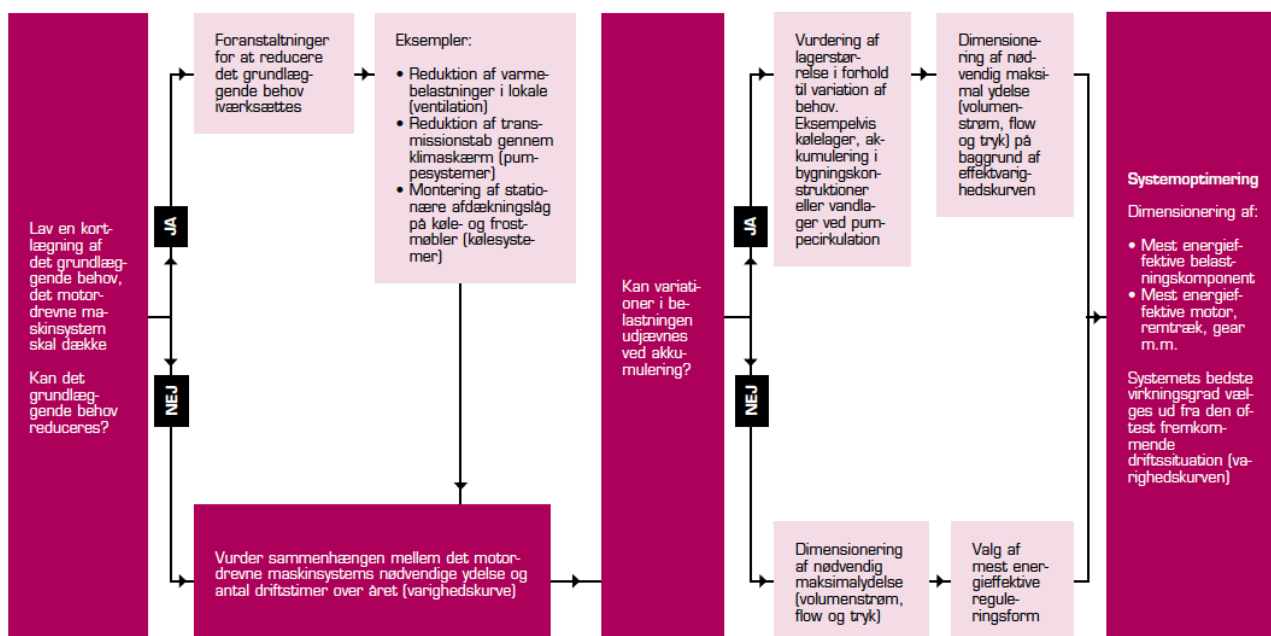 Lav en kort-
lægning af
det grundlæ-
ggende behov,
det motor-
drevne ma-
skinsystem
skal dække
Kan det
grundlæg-
gende behov
reduceres?
JA
NEJ
Foranstaltninger
for at reducere
det grundlæg-
gende behov
iværksættes
Eksempler:
• Reduktion af varme-
belastninger i lokale
(ventilation)
• Reduktion af trans-
missionstab gennem
klimaskærm (pum-
pesystemer)
• Montering af statio-
nære afdækningslåg
på køle- og frost-
møbler (kølesyste-
mer)
Vurder sammenhængen mellem det motor-
drevne maskinsystems nødvendige ydelse og
antal driftstimer over året (varighedskurve)
Kan variati-
oner i be-
lastningen
udjævnes
ved akku-
mulering?
JA
NEJ
Vurdering af
lagerstør-
relse i forhold
til variation af
behov.
Eksempelvis
kølelager, ak-
kumulering i
bygningskon-
struktioner
eller vandla-
ger ved pum-
pecirkulation
Dimensione-
ring af nød-
vendig maksi-
mal ydelse
(volumen-
strøm, flow
og tryk) på
baggrund af
effektvarig-
hedskurven
Dimensionering
af nødvendig
maksimalydelse
(volumenstrøm,
flow og tryk)
Valg af
mest ener-
gieffektive
regule-
ringsform
Systemoptimering
Dimensionering af:
• Mest energief-
fektive belast-
ningskomponent
• Mest energief-
fektive motor,
remtræk, gear
m.m.
Systemets bedste
virkningsgrad væl-
ges ud fra den of-
test fremkom-
mende
driftssituation (va-
righedskurven)